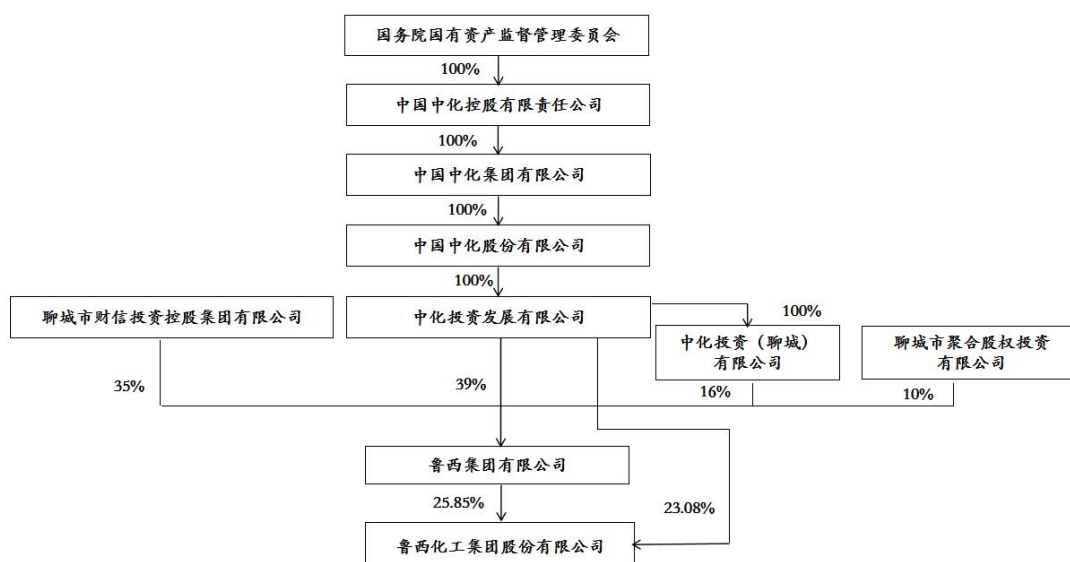 国务院国有资产监督管理委员会
100%
中国中化控股有限责任公司
100%
中国中化集团有限公司
100%
中国中化股份有限公司
100%
聊城市财信投资控股集团有限公司
中化投资发展有限公司
100%
中化投资（聊城）
有限公司
聊城市聚合股权投资
有限公司
35%
39%
16%
10%
鲁西集团有限公司
25.85%
23.08%
鲁西化工集团股份有限公司